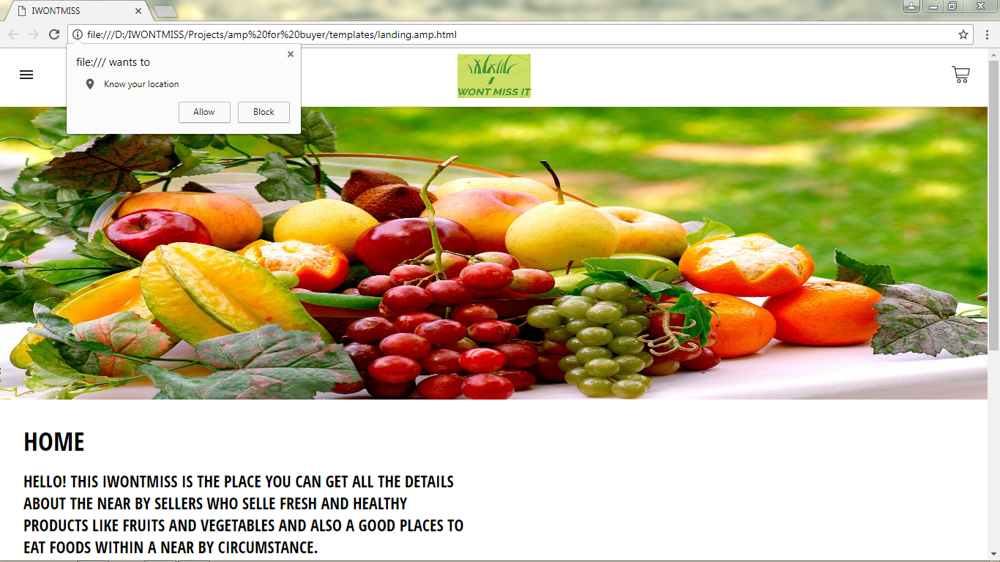 IWONTMISS
file:///D:/IWONTMISS/Projects/amp%20for%20buyer/templates/landing.amp.html
file:/// wants to
Know your location
Allow Block
WONT MISS IT
HOME
HELLO! THIS IWONTMISS IS THE PLACE YOU CAN GET ALL THE DETAILS
ABOUT THE NEAR BY SELLERS WHO SELLE FRESH AND HEALTHY
PRODUCTS LIKE FRUITS AND VEGETABLES AND ALSO A GOOD PLACES TO
EAT FOODS WITHIN A NEAR BY CIRCUMSTANCE.